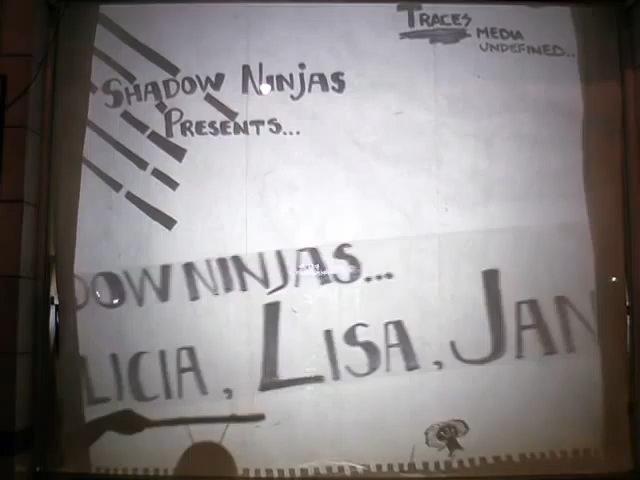 TRACES
MEDIA
UNDEFINED..
SHADOW NINJAS
PRESENTS...
DOW NINJAS...
LICIA, LISA, JAN